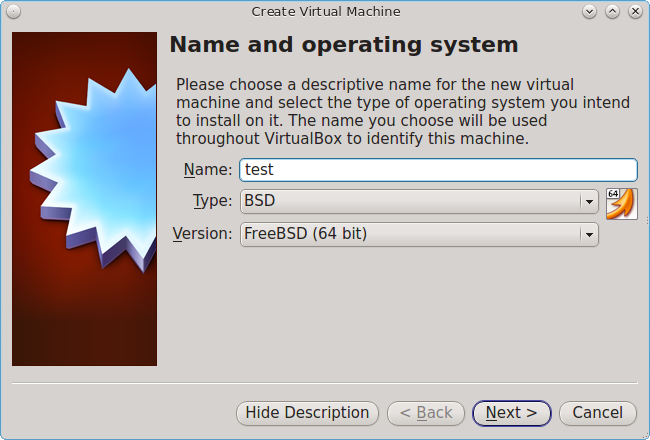 Create Virtual Machine
Name and operating system
Please choose a descriptive name for the new virtual
machine and select the type of operating system you intend
to install on it. The name you choose will be used
throughout VirtualBox to identify this machine.
Name: test
Type: BSD
64
Version: FreeBSD (64 bit)
Hide Description < Back Next > Cancel